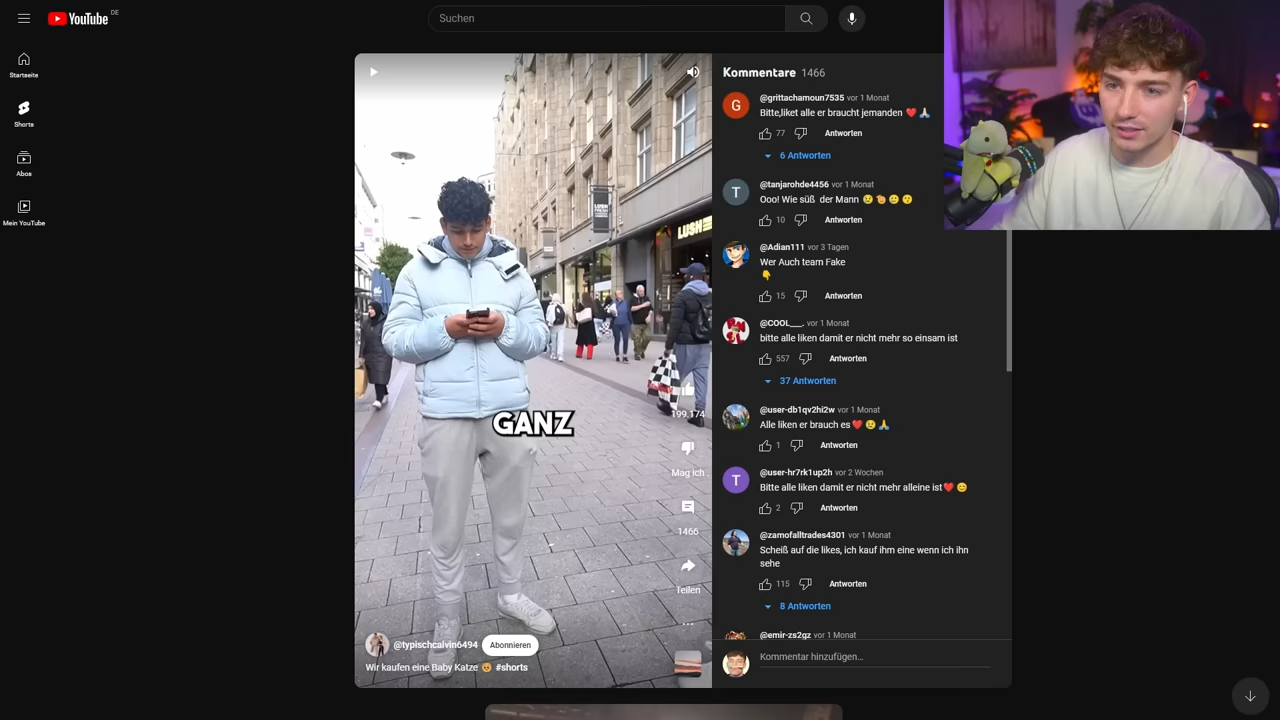 YouTube DE
Suchen
Startseite
Shorts
Abos
Mein YouTube
LUSH
FRESH
LUSH
GANZ
199.174
Mag ich
1466
Teilen
@typischcalvin6494 Abonnieren
Wir kaufen eine Baby Katze 😿 #shorts
Kommentare 1466
G
@grittachamoun7535 vor 1 Monat
Bitte,liket alle er braucht jemanden ❤️🙏
77 Antworten
6 Antworten
T
@tanjarohde4456 vor 1 Monat
Ooo! Wie süß der Mann
10 Antworten
@Adian111 vor 3 Tagen
Wer Auch team Fake
👇
15 Antworten
@COOL___. vor 1 Monat
bitte alle liken damit er nicht mehr so einsam ist
557 Antworten
37 Antworten
@user-db1qv2hi2w vor 1 Monat
Alle liken er brauch es❤️😢🙏
1 Antworten
T
@user-hr7rk1up2h vor 2 Wochen
Bitte alle liken damit er nicht mehr alleine ist❤️😊
2 Antworten
@zamofalltrades4301 vor 1 Monat
Scheiß auf die likes, ich kauf ihm eine wenn ich ihn
sehe
115 Antworten
8 Antworten
@emir-zs2gz vor 1 Monat
Kommentar hinzufügen...